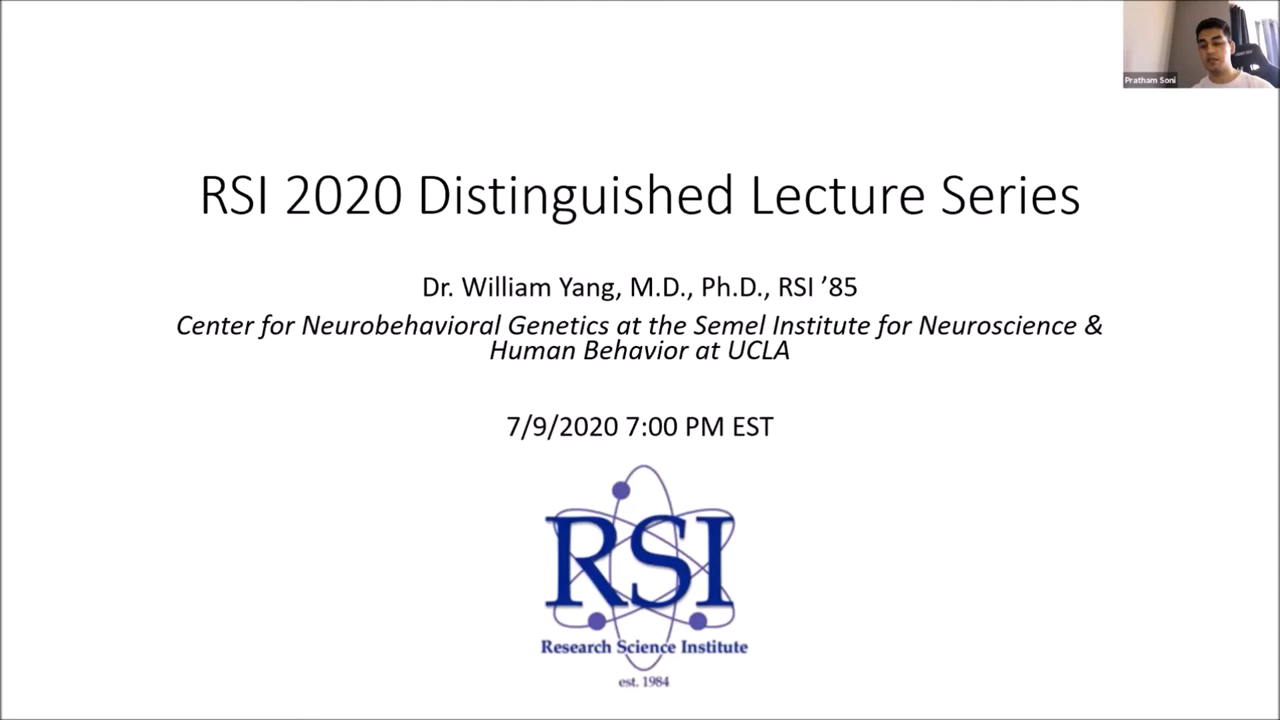 Pratham Soni
RSI 2020 Distinguished Lecture Series
Dr. William Yang, M.D., Ph.D., RSI ’85
Center for Neurobehavioral Genetics at the Semel Institute for Neuroscience &
Human Behavior at UCLA
7/9/2020 7:00 PM EST
RSI
Research Science Institute
est. 1984